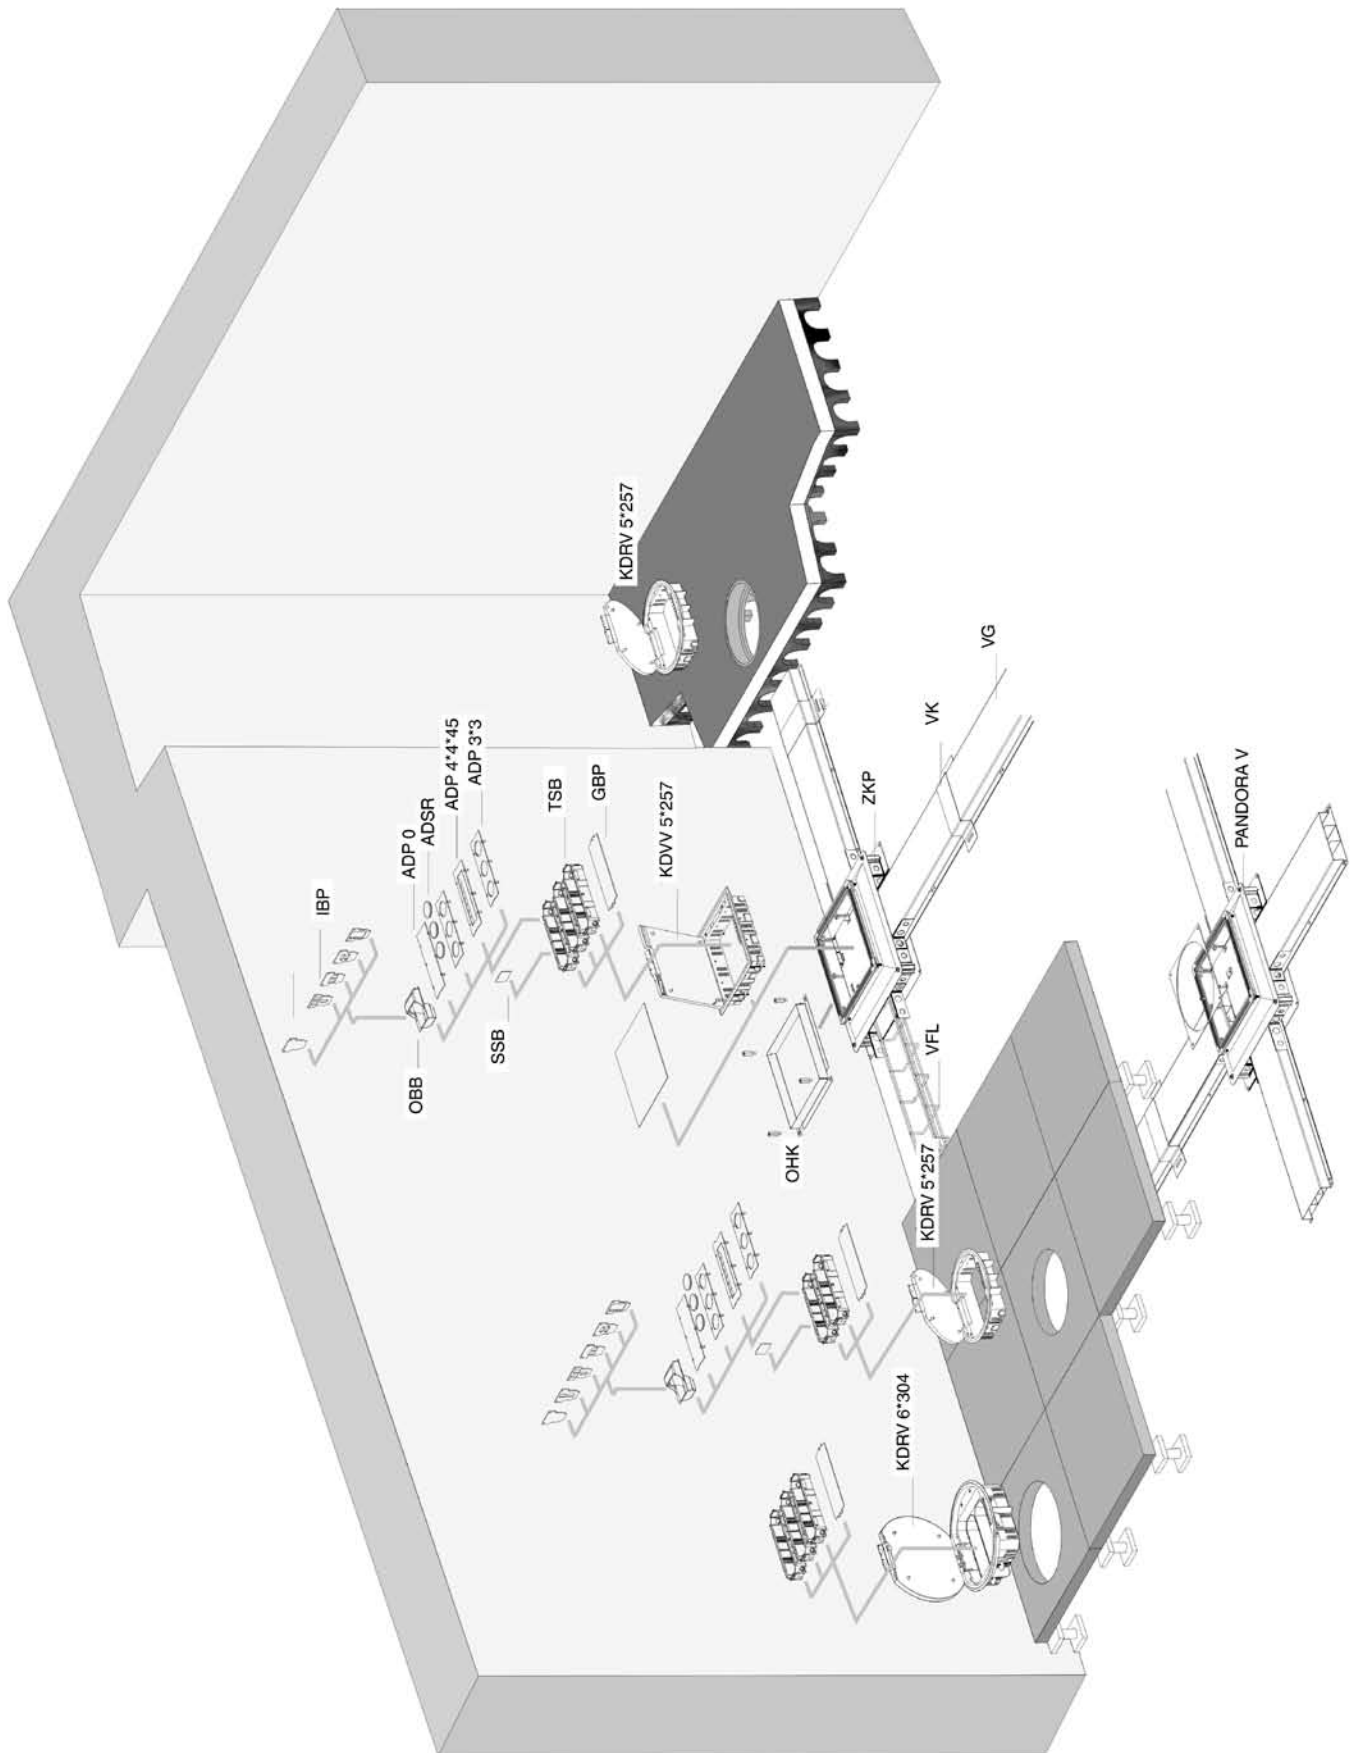 IBP
ADP 0
ADSR
ADP 4*4*45
ADP 3*3
OBB
SSB
TSB
GBP
KDVV 5*257
KDRV 5*257
OHK
VFL
ZKP
VK
VG
KDRV 5*257
KDRV 6*304
PANDORA V